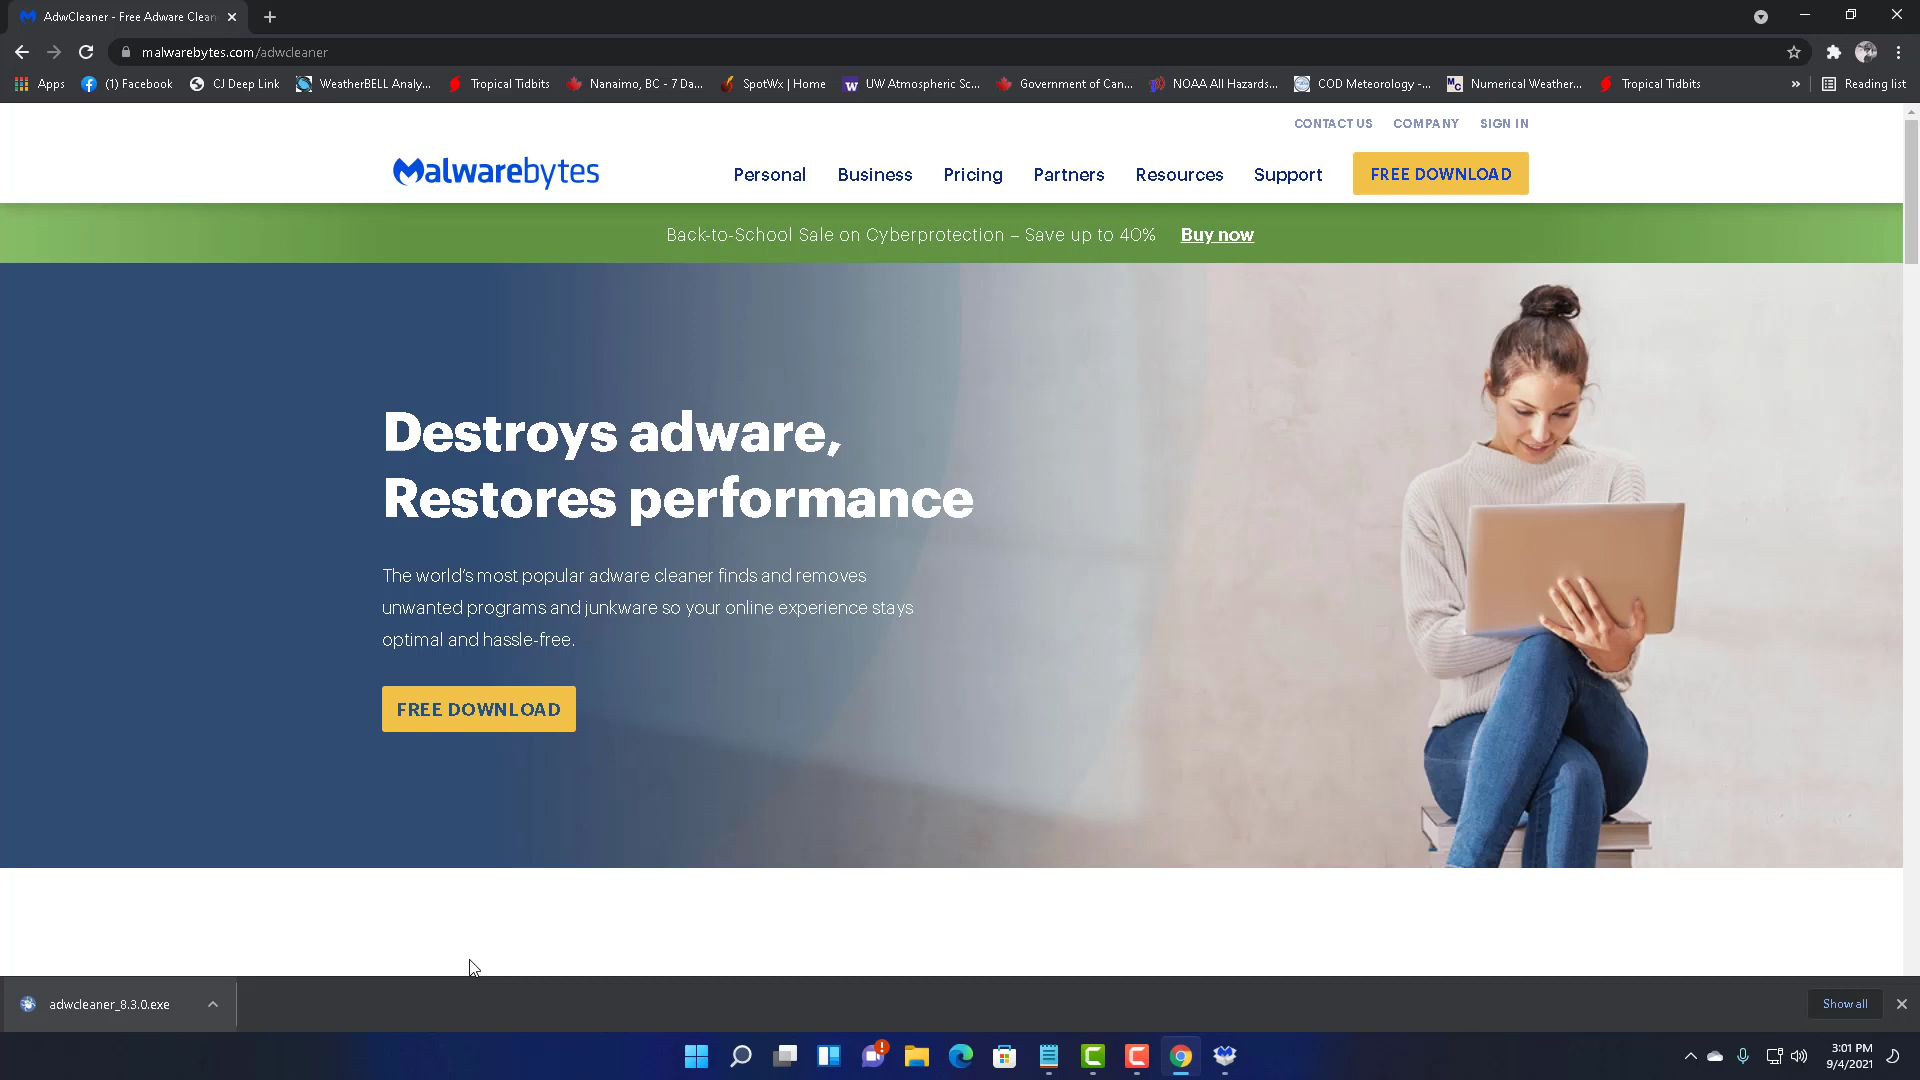 AdwCleaner - Free Adware Clean
malwarebytes.com/adwcleaner
Apps
(1) Facebook
CJ Deep Link
WeatherBELL Analy...
Tropical Tidbits
Nanaimo, BC - 7 Da...
SpotWx | Home
W UW Atmospheric Sc...
Government of Can...
NOAA All Hazards...
COD Meteorology -...
Numerical Weather...
Tropical Tidbits
»
Reading list
CONTACT US COMPANY SIGN IN
Malwarebytes
Personal Business Pricing Partners Resources Support FREE DOWNLOAD
Back-to-School Sale on Cyberprotection – Save up to 40% Buy now
Destroys adware,
Restores performance
The world's most popular adware cleaner finds and removes
unwanted programs and junkware so your online experience stays
optimal and hassle-free.
FREE DOWNLOAD
adwcleaner_8.3.0.exe
Show all
3:01 PM
9/4/2021